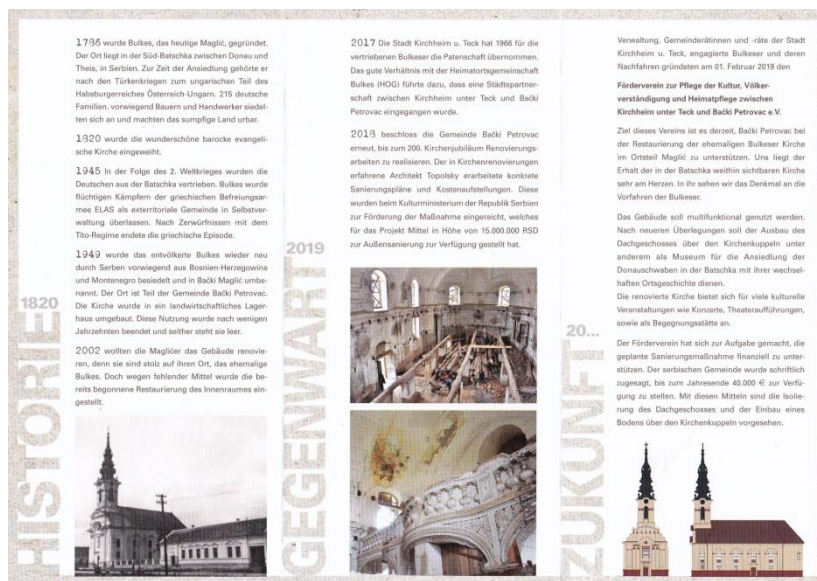 HISTORIE
1820
1786 wurde Bulkes, das heutige Maglić, gegründet.
Der Ort liegt in der Süd-Batschka zwischen Donau und
Theis, in Serbien. Zur Zeit der Ansiedlung gehörte er
nach den Türkenkriegen zum ungarischen Teil des
Habsburgerreiches Österreich-Ungarn. 215 deutsche
Familien, vorwiegend Bauern und Handwerker siedel-
ten sich an und machten das sumpfige Land urbar.
1820 wurde die wunderschöne barocke evangeli-
sche Kirche eingeweiht.
1945 In der Folge des 2. Weltkrieges wurden die
Deutschen aus der Batschka vertrieben. Bulkes wurde
flüchtigen Kämpfern der griechischen Befreiungsar-
mee ELAS als exterritoriale Gemeinde in Selbstver-
waltung überlassen. Nach Zerwürfnissen mit dem
Tito-Regime endete die griechische Episode.
1949 wurde das entvölkerte Bulkes wieder neu
durch Serben vorwiegend aus Bosnien-Herzegowina
und Montenegro besiedelt und in Bački Maglić umbe-
nannt. Der Ort ist Teil der Gemeinde Bački Petrovac.
Die Kirche wurde in ein landwirtschaftliches Lager-
haus umgebaut. Diese Nutzung wurde nach wenigen
Jahrzehnten beendet und seither steht sie leer.
2002 wollten die Magličer das Gebäude renovie-
ren, denn sie sind stolz auf ihren Ort, das ehemalige
Bulkes. Doch wegen fehlender Mittel wurde die be-
reits begonnene Restaurierung des Innenraumes ein-
gestellt.
GEGENWART
2019
2017 Die Stadt Kirchheim u. Teck hat 1966 für die
vertriebenen Bulkeser die Patenschaft übernommen.
Das gute Verhältnis mit der Heimatortsgemeinschaft
Bulkes (HOG) führte dazu, dass eine Städtepartner-
schaft zwischen Kirchheim unter Teck und Bački
Petrovac eingegangen wurde.
2018 beschloss die Gemeinde Bački Petrovac
erneut, bis zum 200. Kirchenjubiläum Renovierungs-
arbeiten zu realisieren. Der in Kirchenrenovierungen
erfahrene Architekt Topolsky erarbeitete konkrete
Sanierungspläne und Kostenaufstellungen. Diese
wurden beim Kulturministerium der Republik Serbien
zur Förderung der Maßnahme eingereicht, welches
für das Projekt Mittel in Höhe von 15.000.000 RSD
zur Außensanierung zur Verfügung gestellt hat.
ZUKUNFT
20...
Verwaltung, Gemeinderätinnen und -räte der Stadt
Kirchheim u. Teck, engagierte Bulkeser und deren
Nachfahren gründeten am 01. Februar 2019 den
Förderverein zur Pflege der Kultur, Völker-
verständigung und Heimatpflege zwischen
Kirchheim unter Teck und Bački Petrovac e.V.
Ziel dieses Vereins ist es derzeit, Bački Petrovac bei
der Restaurierung der ehemaligen Bulkeser Kirche
im Ortsteil Maglić zu unterstützen. Uns liegt der
Erhalt der in der Batschka weithin sichtbaren Kirche
sehr am Herzen. In ihr sehen wir das Denkmal an die
Vorfahren der Bulkeser.
Das Gebäude soll multifunktional genutzt werden.
Nach neueren Überlegungen soll der Ausbau des
Dachgeschosses über den Kirchenkuppeln unter
anderem als Museum für die Ansiedlung der
Donauschwaben in der Batschka mit ihrer wechsel-
haften Ortsgeschichte dienen.
Die renovierte Kirche bietet sich für viele kulturelle
Veranstaltungen wie Konzerte, Theateraufführungen,
sowie als Begegnungsstätte an.
Der Förderverein hat sich zur Aufgabe gemacht, die
geplante Sanierungsmaßnahme finanziell zu unter-
stützen. Der serbischen Gemeinde wurde schriftlich
zugesagt, bis zum Jahresende 40.000 € zur Verfü-
gung zu stellen. Mit diesen Mitteln sind die Isolie-
rung des Dachgeschosses und der Einbau eines
Bodens über den Kirchenkuppeln vorgesehen.